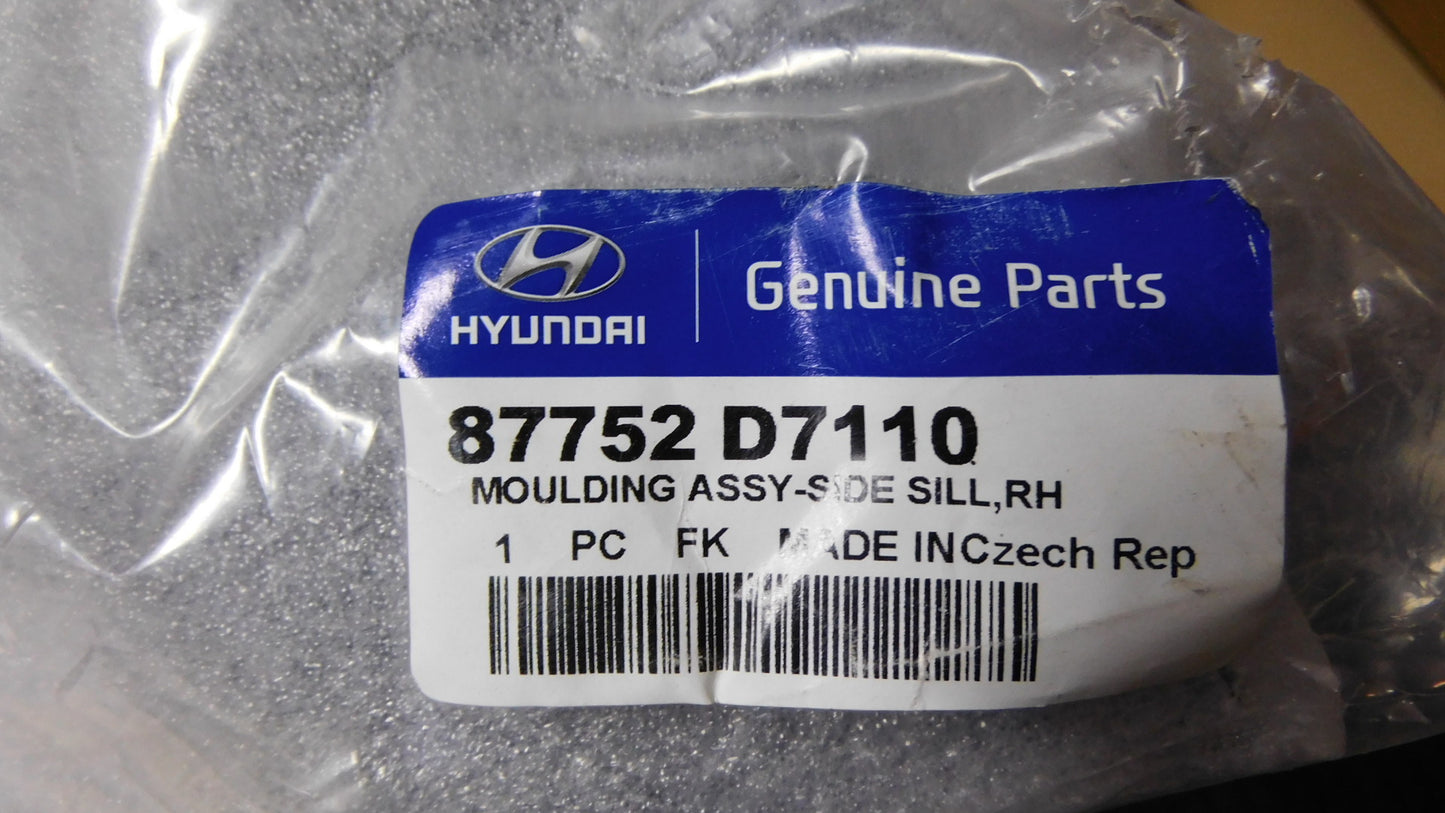 HYUNDAI
Genuine Parts
87752 D7110
MOULDING ASSY-SIDE SILL,RH
1 PC FK MADE INCzech Rep